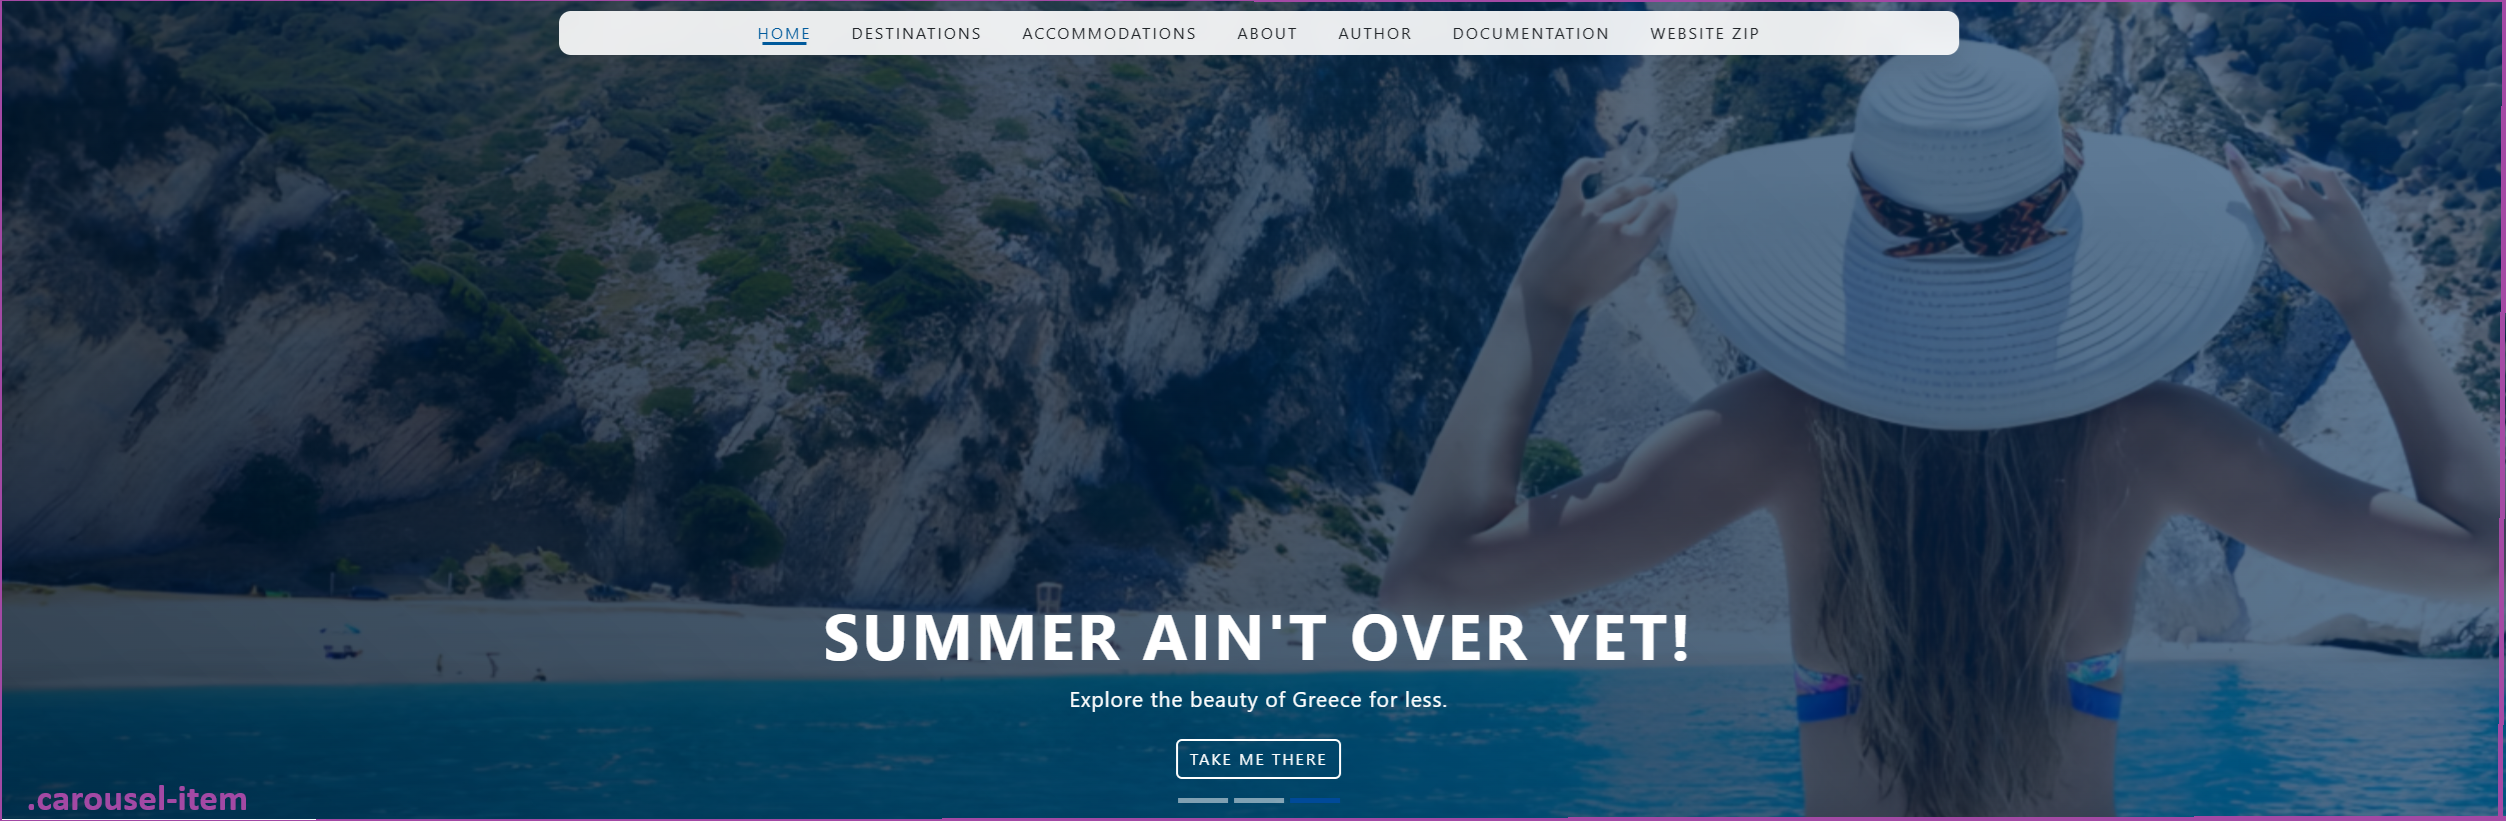 HOME DESTINATIONS ACCOMMODATIONS ABOUT AUTHOR DOCUMENTATION WEBSITE ZIP
SUMMER AIN'T OVER YET!
Explore the beauty of Greece for less.
TAKE ME THERE
.carousel-item